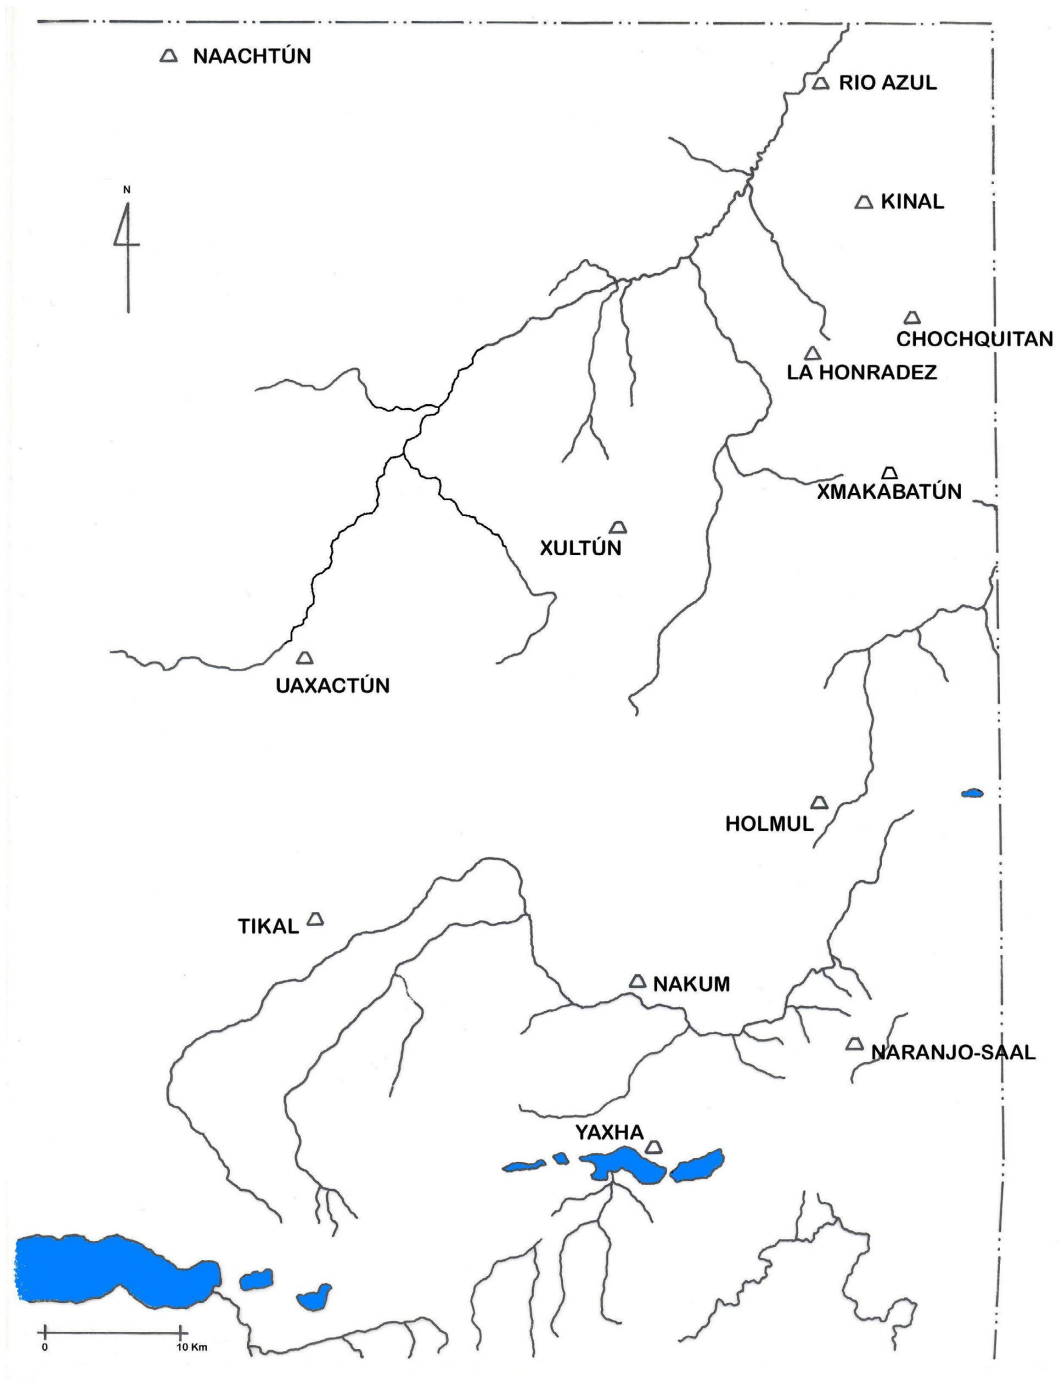 NAACHTÚN
RIO AZUL
N
KINAL
CHOCHQUITAN
LA HONRADEZ
XMAKABATÚN
XULTÚN
UAXACTÚN
HOLMUL
TIKAL
NAKUM
NARANJO-SAAL
YAXHA
0 10 Km